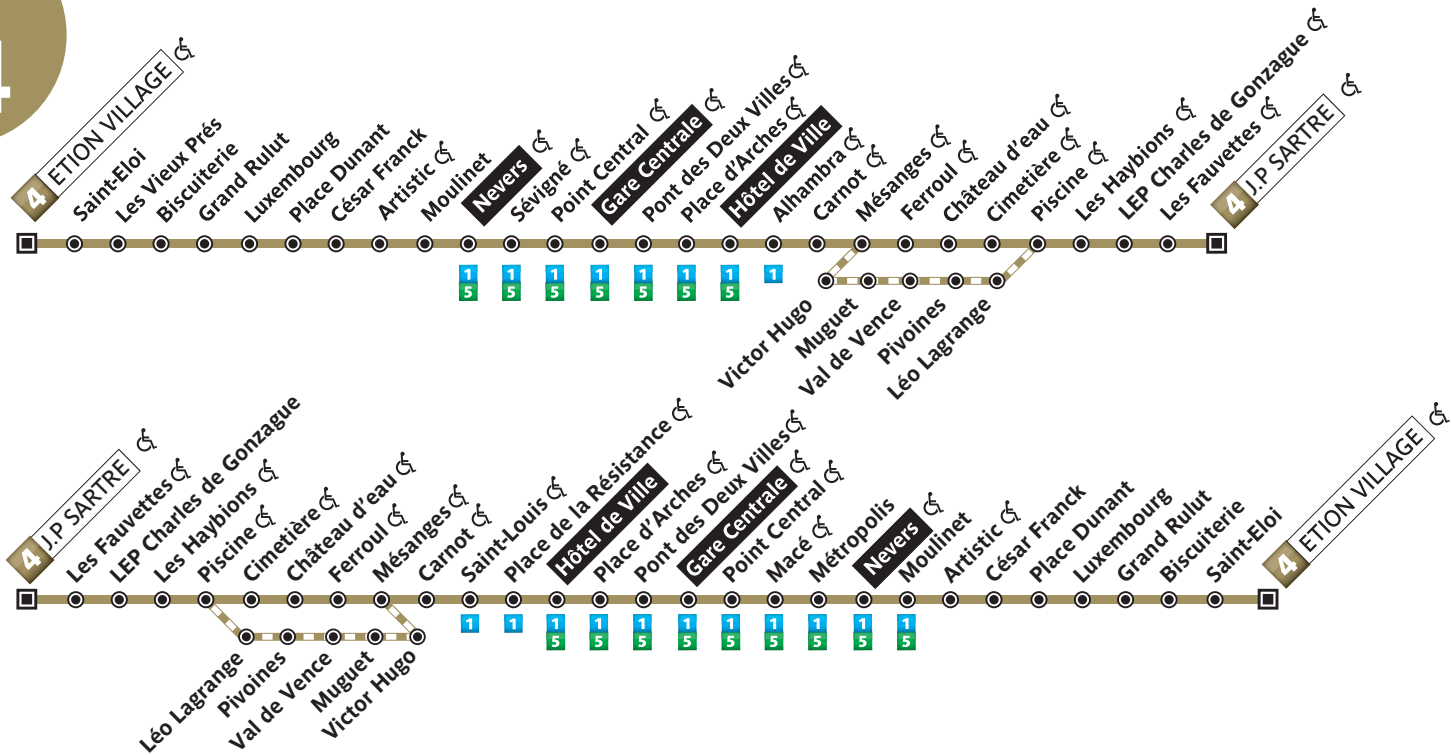 4
4 ETION VILLAGE
Saint-Eloi
Les Vieux Prés
Biscuiterie
Grand Rulut
Luxembourg
Place Dunant
César Franck
Artistic
Moulinet
Nevers
Sévigné
Point Central
Gare Centrale
Pont des Deux Villes
Place d'Arches
Hôtel de Ville
Alhambra
Carnot
Mésanges
Ferroul
Château d'eau
Cimetière
Piscine
Les Haybions
LEP Charles de Gonzague
Les Fauvettes
4 J.P SARTRE
1 1 1 1 1 1 1 1
5 5 5 5 5 5 5
Victor Hugo
Muguet
Val de Vence
Pivoines
Léo Lagrange
4 J.P SARTRE
Les Fauvettes
LEP Charles de Gonzague
Les Haybions
Piscine
Cimetière
Château d'eau
Ferroul
Mésanges
Carnot
Saint-Louis
Place de la Résistance
Hôtel de Ville
Place d'Arches
Pont des Deux Villes
Gare Centrale
Point Central
Macé
Métropolis
Nevers
Moulinet
Artistic
César Franck
Place Dunant
Luxembourg
Grand Rulut
Biscuiterie
Saint-Eloi
4 ETION VILLAGE
1 1 1 1 1 1 1 1 1 1 1
5 5 5 5 5 5 5 5 5
Léo Lagrange
Pivoines
Val de Vence
Muguet
Victor Hugo